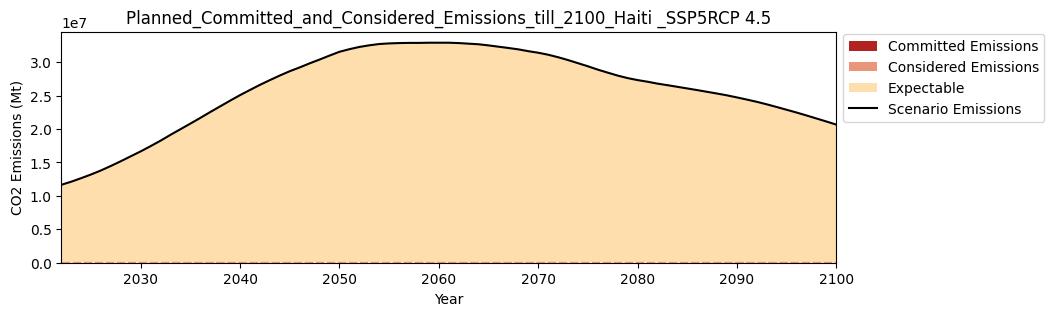 Planned_Committed_and_Considered_Emissions_till_2100_Haiti _SSP5RCP 4.5
1e7
CO2 Emissions (Mt)
3.0
2.5
2.0
1.5
1.0
0.5
0.0
2030 2040 2050 2060 2070 2080 2090 2100
Year
Committed Emissions
Considered Emissions
Expectable
Scenario Emissions